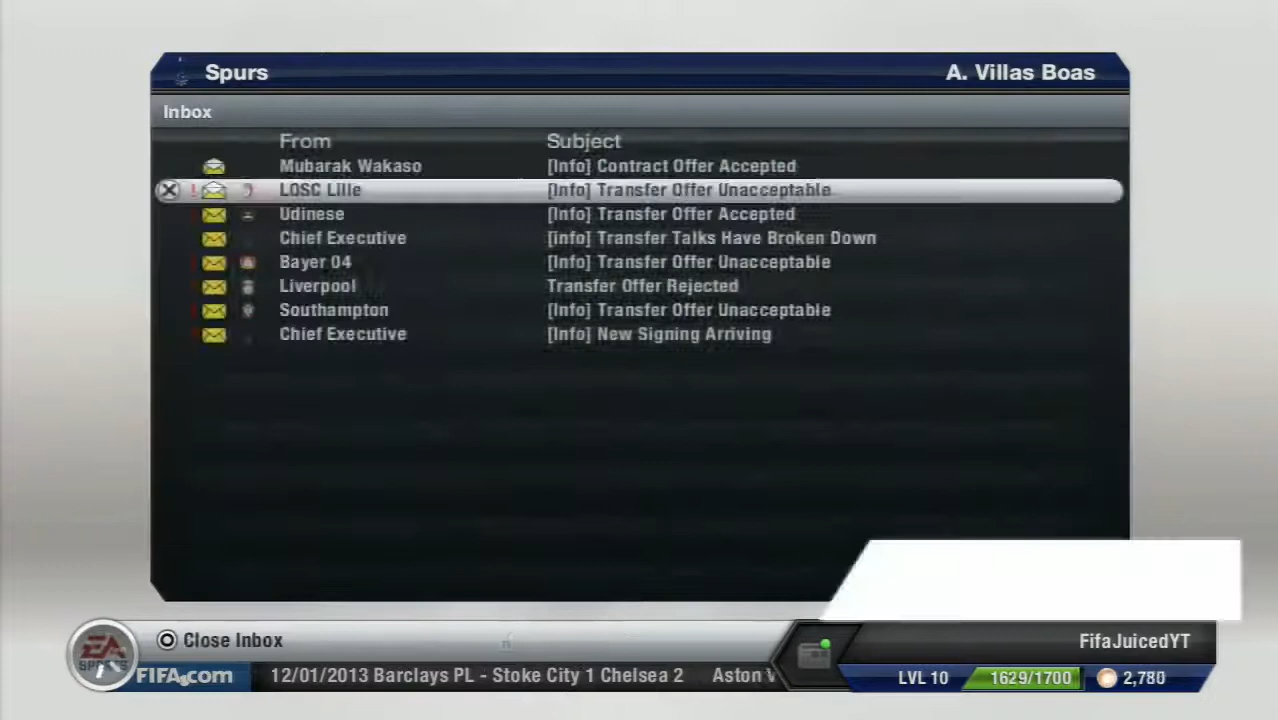 Spurs A. Villas Boas
Inbox
From Subject
Mubarak Wakaso [Info] Contract Offer Accepted
LOSC Lille [Info] Transfer Offer Unacceptable
Udinese [Info] Transfer Offer Accepted
Chief Executive [Info] Transfer Talks Have Broken Down
Bayer 04 [Info] Transfer Offer Unacceptable
Liverpool Transfer Offer Rejected
Southampton [Info] Transfer Offer Unacceptable
Chief Executive [Info] New Signing Arriving
Close Inbox FifaJuicedYT
EA SPORTS
FIFA.com 12/01/2013 Barclays PL - Stoke City 1 Chelsea 2 Aston LVL 10 1629/1700 2,780